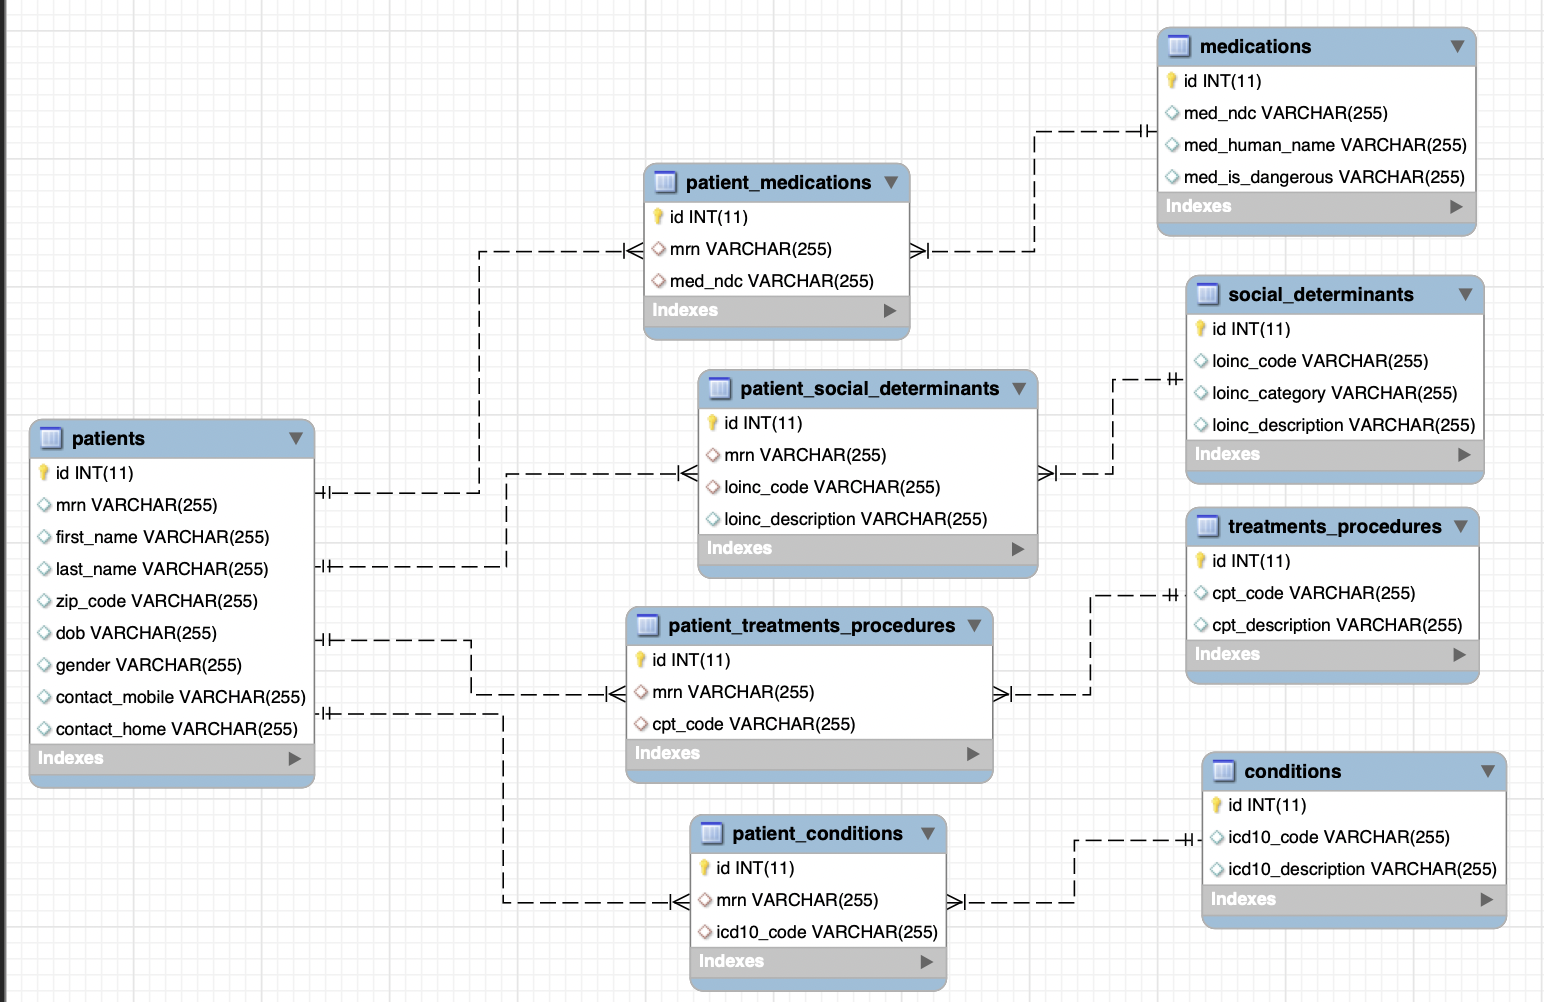 medications
id INT(11)
med_ndc VARCHAR(255)
med_human_name VARCHAR(255)
med_is_dangerous VARCHAR(255)
Indexes
patient_medications
id INT(11)
mrn VARCHAR(255)
med_ndc VARCHAR(255)
Indexes
social_determinants
id INT(11)
loinc_code VARCHAR(255)
loinc_category VARCHAR(255)
loinc_description VARCHAR(255)
Indexes
patient_social_determinants
id INT(11)
mrn VARCHAR(255)
loinc_code VARCHAR(255)
loinc_description VARCHAR(255)
Indexes
patients
id INT(11)
mrn VARCHAR(255)
first_name VARCHAR(255)
last_name VARCHAR(255)
zip_code VARCHAR(255)
dob VARCHAR(255)
gender VARCHAR(255)
contact_mobile VARCHAR(255)
contact_home VARCHAR(255)
Indexes
treatments_procedures
id INT(11)
cpt_code VARCHAR(255)
cpt_description VARCHAR(255)
Indexes
patient_treatments_procedures
id INT(11)
mrn VARCHAR(255)
cpt_code VARCHAR(255)
Indexes
conditions
id INT(11)
icd10_code VARCHAR(255)
icd10_description VARCHAR(255)
Indexes
patient_conditions
id INT(11)
mrn VARCHAR(255)
icd10_code VARCHAR(255)
Indexes